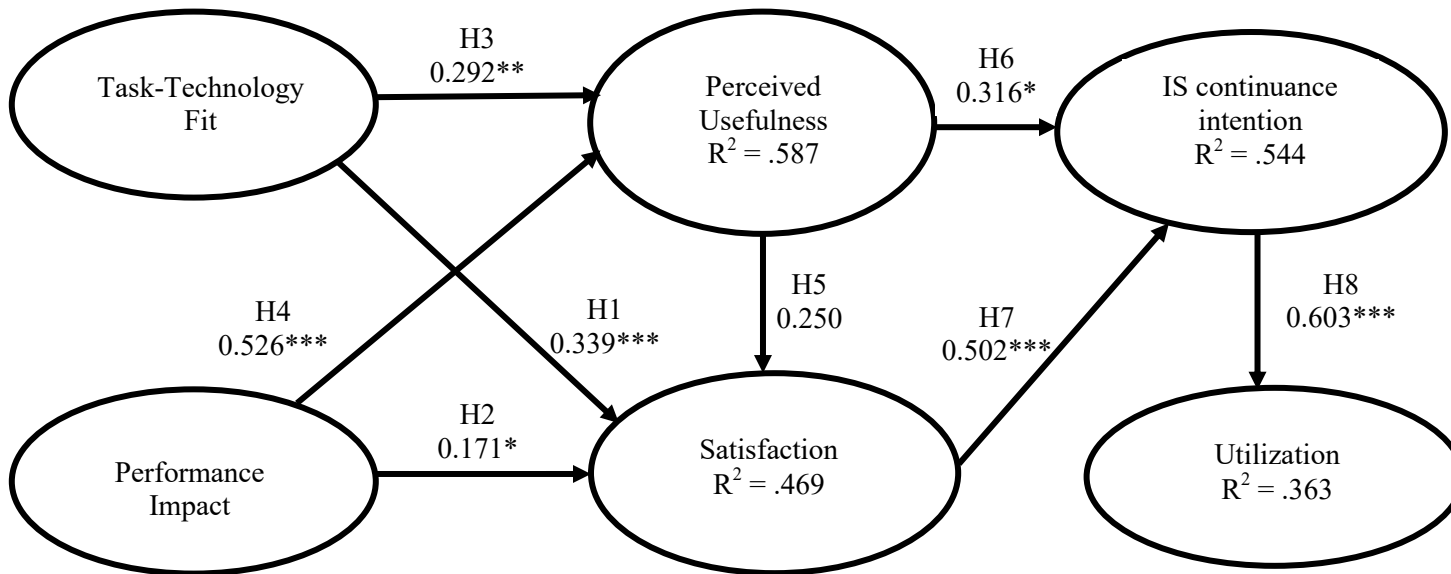 Task-Technology
Fit
H3
0.292**
Perceived
Usefulness
R² = .587
H6
0.316*
IS continuance
intention
R² = .544
H4
0.526***
H1
0.339***
H5
0.250
H7
0.502***
H8
0.603***
Performance
Impact
H2
0.171*
Satisfaction
R² = .469
Utilization
R² = .363